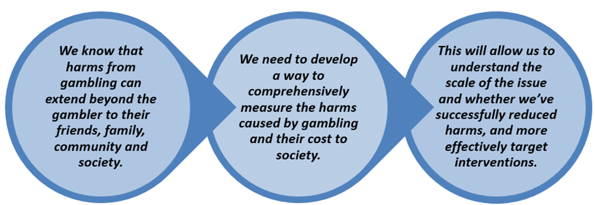 We know that
harms from
gambling can
extend beyond the
gambler to their
friends, family,
community and
society.
We need to develop
a way to
comprehensively
measure the harms
caused by gambling
and their cost to
society.
This will allow us to
understand the
scale of the issue
and whether we've
successfully reduced
harms, and more
effectively target
interventions.